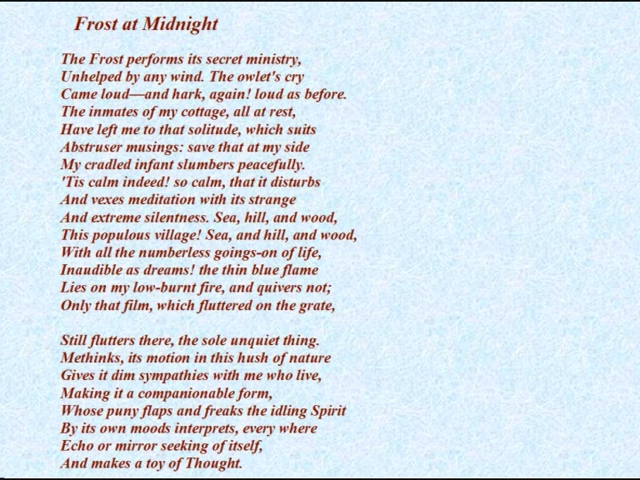 Frost at Midnight
The Frost performs its secret ministry,
Unhelped by any wind. The owlet's cry
Came loud—and hark, again! loud as before.
The inmates of my cottage, all at rest,
Have left me to that solitude, which suits
Abstruser musings: save that at my side
My cradled infant slumbers peacefully.
'Tis calm indeed! so calm, that it disturbs
And vexes meditation with its strange
And extreme silentness. Sea, hill, and wood,
This populous village! Sea, and hill, and wood,
With all the numberless goings-on of life,
Inaudible as dreams! the thin blue flame
Lies on my low-burnt fire, and quivers not;
Only that film, which fluttered on the grate,
Still flutters there, the sole unquiet thing.
Methinks, its motion in this hush of nature
Gives it dim sympathies with me who live,
Making it a companionable form,
Whose puny flaps and freaks the idling Spirit
By its own moods interprets, every where
Echo or mirror seeking of itself,
And makes a toy of Thought.